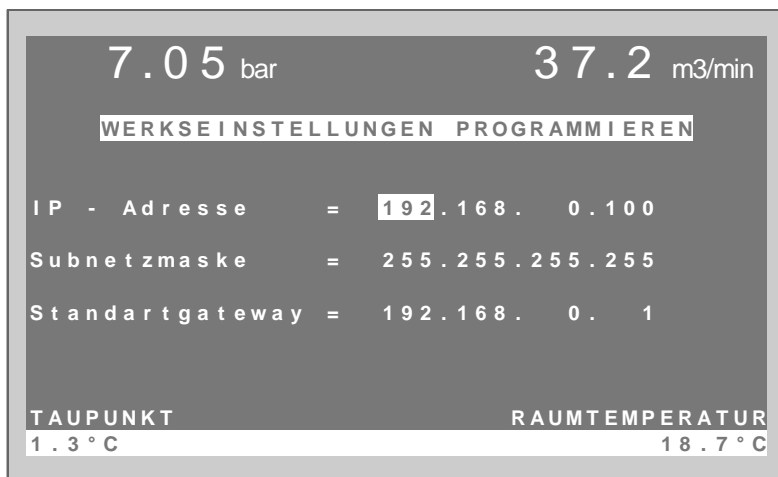 7.05 bar 37.2 m3/min
WERKSEINSTELLUNGEN PROGRAMMIEREN
IP - Adresse = 192.168. 0.100
Subnetzmaske = 255.255.255.255
Standartgateway = 192.168. 0. 1
TAUPUNKT RAUMTEMPERATUR
1.3°C 18.7°C